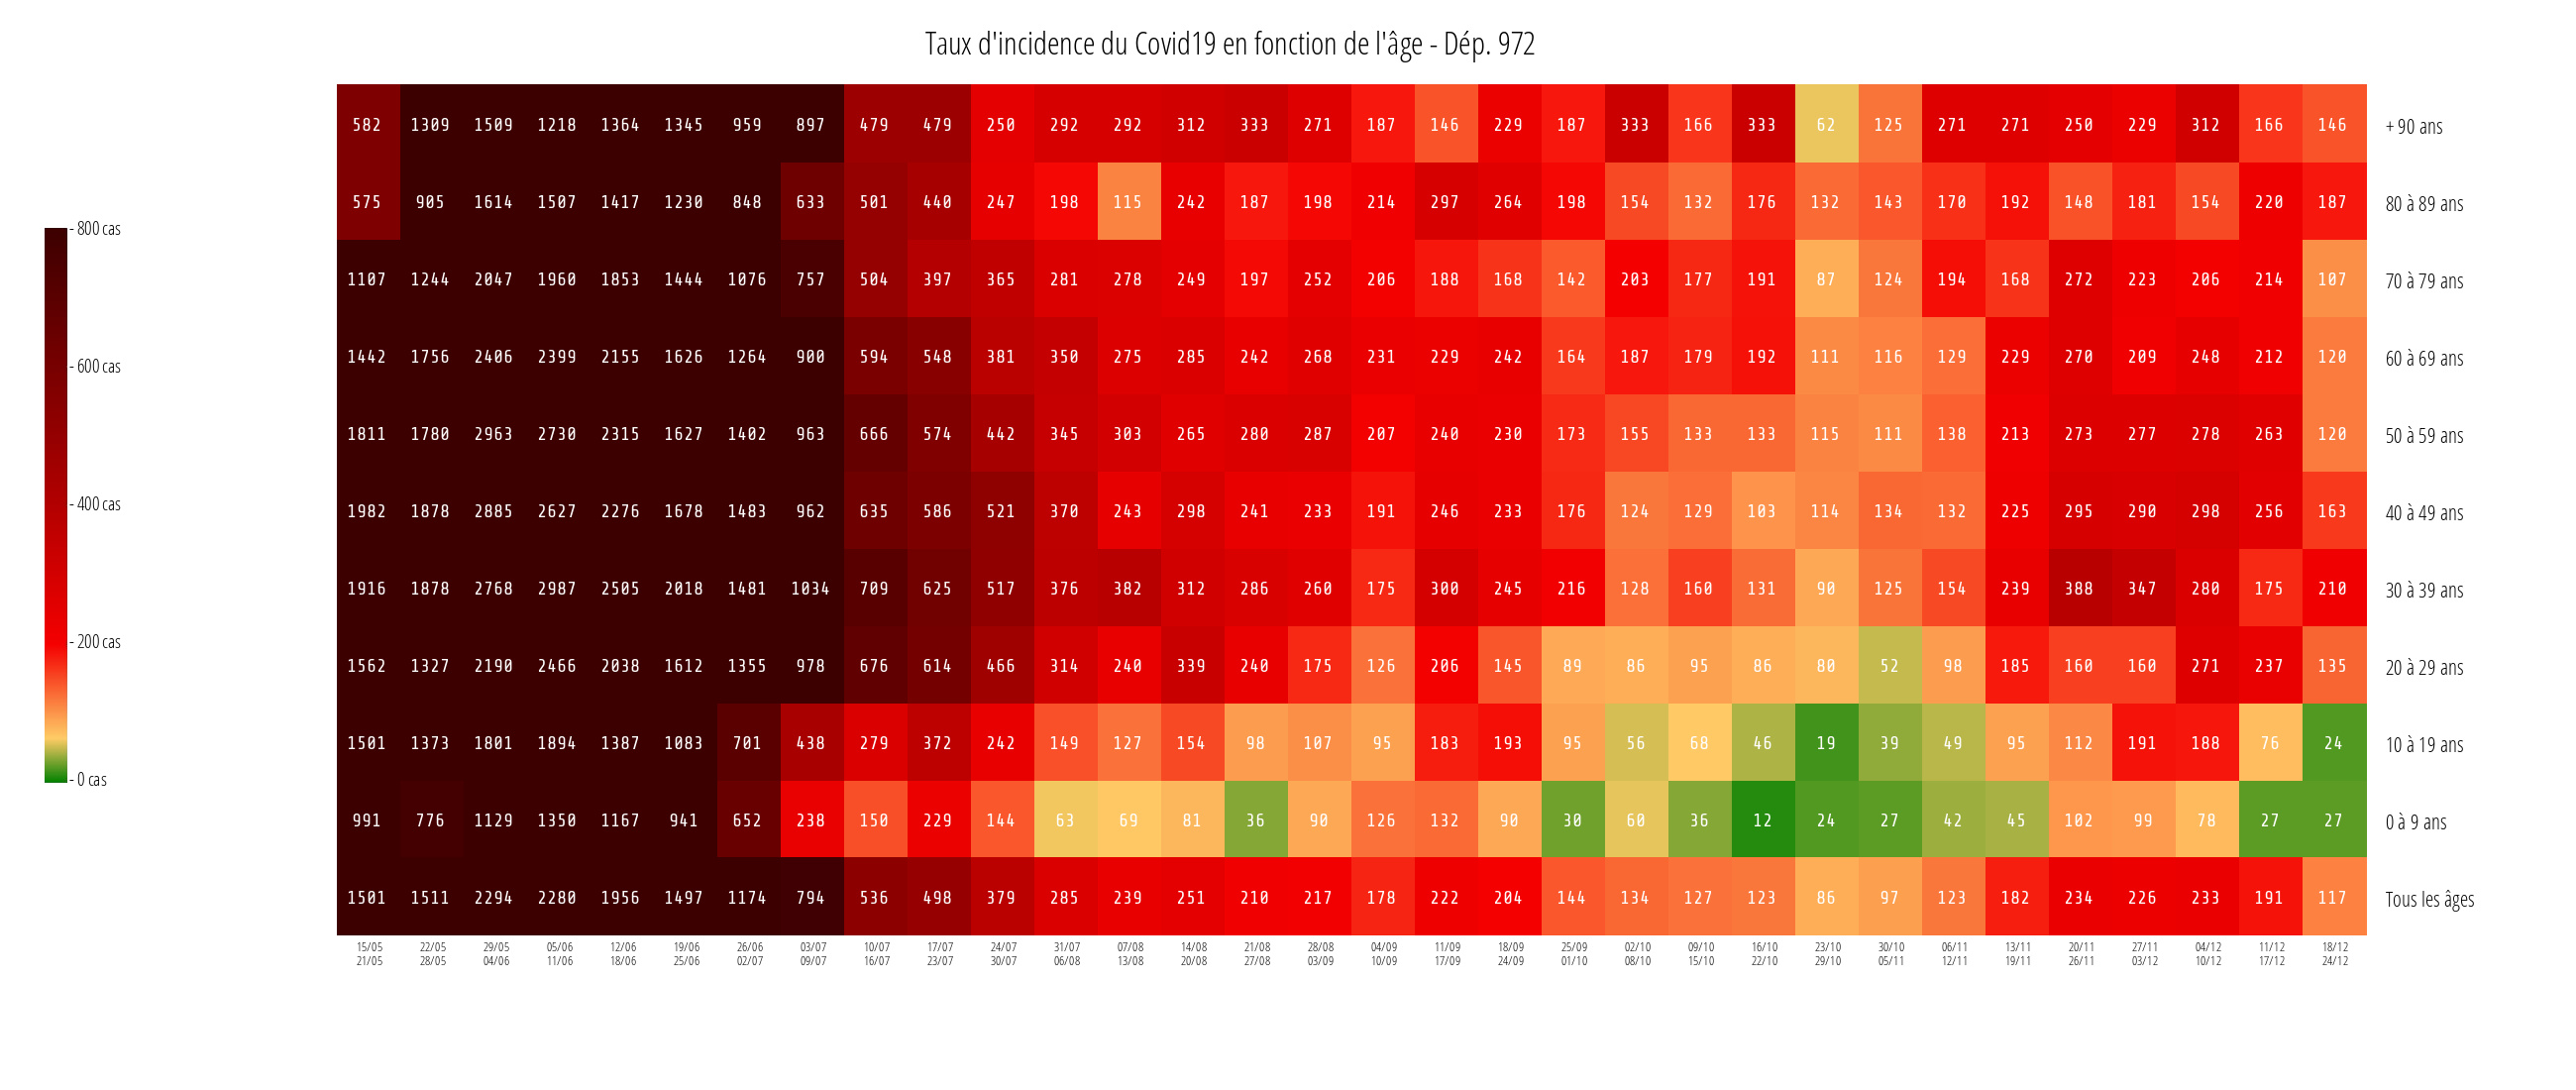 Taux d'incidence du Covid19 en fonction de l'âge - Dép. 972
- 800 cas
- 600 cas
- 400 cas
- 200 cas
- 0 cas
582 1309 1509 1218 1364 1345 959 897 479 479 250 292 292 312 333 271 187 146 229 187 333 166 333 62 125 271 271 250 229 312 166 146 + 90 ans
575 905 1614 1507 1417 1230 848 633 501 440 247 198 115 242 187 198 214 297 264 198 154 132 176 132 143 170 192 148 181 154 220 187 80 à 89 ans
1107 1244 2047 1960 1853 1444 1076 757 504 397 365 281 278 249 197 252 206 188 168 142 203 177 191 87 124 194 168 272 223 206 214 107 70 à 79 ans
1442 1756 2406 2399 2155 1626 1264 900 594 548 381 350 275 285 242 268 231 229 242 164 187 179 192 111 116 129 229 270 209 248 212 120 60 à 69 ans
1811 1780 2963 2730 2315 1627 1402 963 666 574 442 345 303 265 280 287 207 240 230 173 155 133 133 115 111 138 213 273 277 278 263 120 50 à 59 ans
1982 1878 2885 2627 2276 1678 1483 962 635 586 521 370 243 298 241 233 191 246 233 176 124 129 103 114 134 132 225 295 290 298 256 163 40 à 49 ans
1916 1878 2768 2987 2505 2018 1481 1034 709 625 517 376 382 312 286 260 175 300 245 216 128 160 131 90 125 154 239 388 347 280 175 210 30 à 39 ans
1562 1327 2190 2466 2038 1612 1355 978 676 614 466 314 240 339 240 175 126 206 145 89 86 95 86 80 52 98 185 160 160 271 237 135 20 à 29 ans
1501 1373 1801 1894 1387 1083 701 438 279 372 242 149 127 154 98 107 95 183 193 95 56 68 46 19 39 49 95 112 191 188 76 24 10 à 19 ans
991 776 1129 1350 1167 941 652 238 150 229 144 63 69 81 36 90 126 132 90 30 60 36 12 24 27 42 45 102 99 78 27 27 0 à 9 ans
1501 1511 2294 2280 1956 1497 1174 794 536 498 379 285 239 251 210 217 178 222 204 144 134 127 123 86 97 123 182 234 226 233 191 117 Tous les âges
15/05 22/05 29/05 05/06 12/06 19/06 26/06 03/07 10/07 17/07 24/07 31/07 07/08 14/08 21/08 28/08 04/09 11/09 18/09 25/09 02/10 09/10 16/10 23/10 30/10 06/11 13/11 20/11 27/11 04/12 11/12 18/12
21/05 28/05 04/06 11/06 18/06 25/06 02/07 09/07 16/07 23/07 30/07 06/08 13/08 20/08 27/08 03/09 10/09 17/09 24/09 01/10 08/10 15/10 22/10 29/10 05/11 12/11 19/11 26/11 03/12 10/12 17/12 24/12